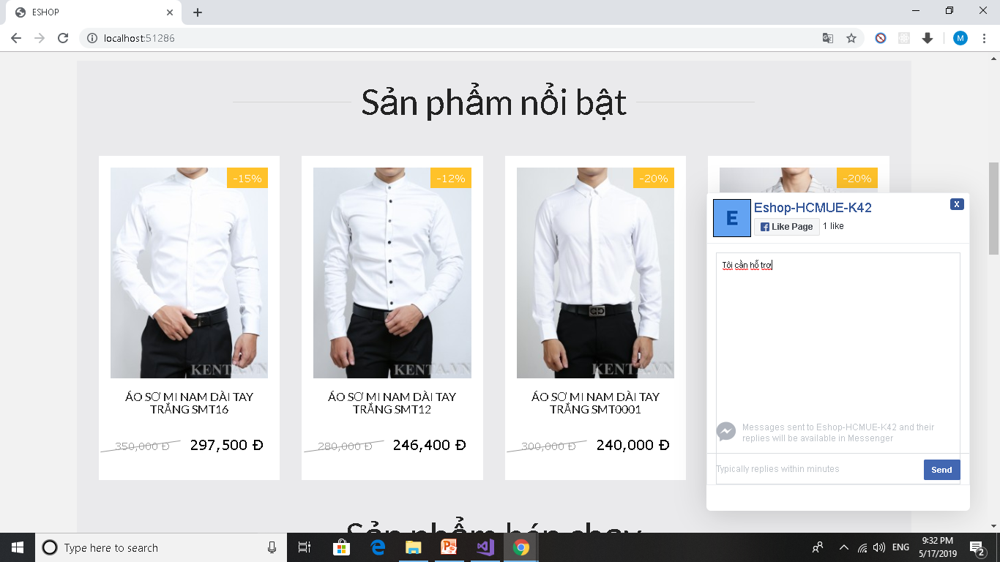 ESHOP
localhost:51286
M
Sản phẩm nổi bật
-15%
KENTA.VN
ÁO SƠ MI NAM DÀI TAY
TRẮNG SMT16
350,000 Đ 297,500 Đ
-12%
KENTA.VN
ÁO SƠ MI NAM DÀI TAY
TRẮNG SMT12
280,000 Đ 246,400 Đ
-20%
KENTA.VN
ÁO SƠ MI NAM DÀI TAY
TRẮNG SMT0001
300,000 Đ 240,000 Đ
-20%
E
Eshop-HCMUE-K42
X
Like Page 1 like
Tôi cần hỗ trơ
Messages sent to Eshop-HCMUE-K42 and their
replies will be available in Messenger
Typically replies within minutes
Send
Sản phẩm bán chạy
Type here to search
ENG
9:32 PM
5/17/2019
2